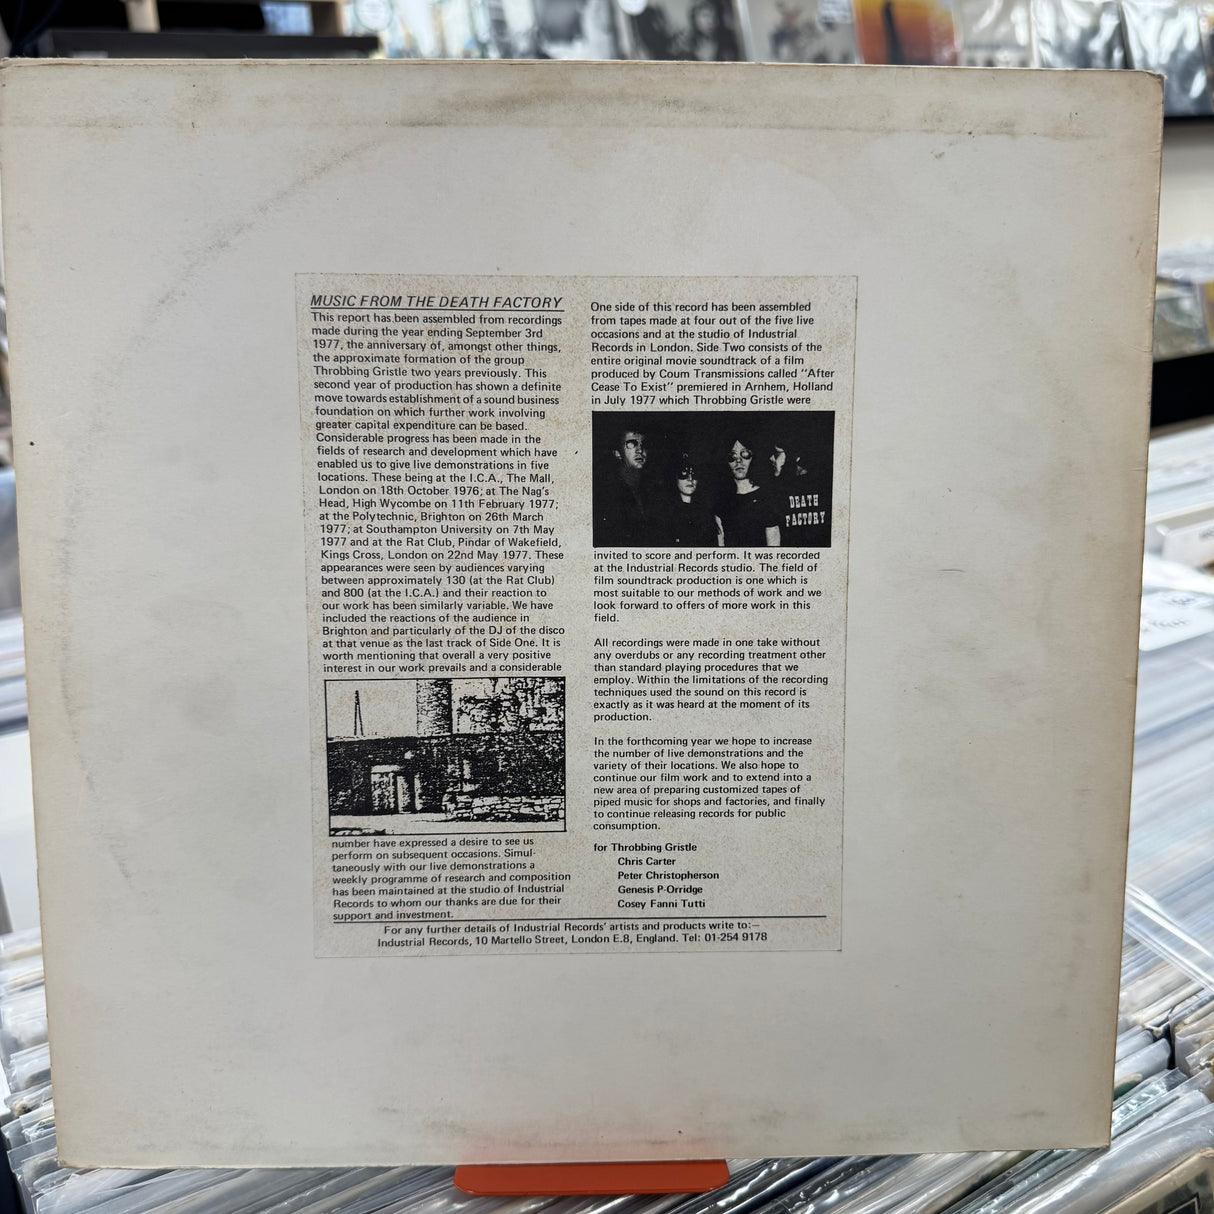 MUSIC FROM THE DEATH FACTORY
This report has been assembled from recordings
made during the year ending September 3rd
1977, the anniversary of, amongst other things,
the approximate formation of the group
Throbbing Gristle two years previously. This
second year of production has shown a definite
move towards establishment of a sound business
foundation on which further work involving
greater capital expenditure can be based.
Considerable progress has been made in the
fields of research and development which have
enabled us to give live demonstrations in five
locations. These being at the I.C.A., The Mall,
London on 18th October 1976; at The Nag's
Head, High Wycombe on 11th February 1977;
at the Polytechnic, Brighton on 26th March
1977; at Southampton University on 7th May
1977 and at the Rat Club, Pindar of Wakefield,
Kings Cross, London on 22nd May 1977. These
appearances were seen by audiences varying
between approximately 130 (at the Rat Club)
and 800 (at the I.C.A.) and their reaction to
our work has been similarly variable. We have
included the reactions of the audience in
Brighton and particularly of the DJ of the disco
at that venue as the last track of Side One. It is
worth mentioning that overall a very positive
interest in our work prevails and a considerable
number have expressed a desire to see us
perform on subsequent occasions. Simul-
taneously with our live demonstrations a
weekly programme of research and composition
has been maintained at the studio of Industrial
Records to whom our thanks are due for their
support and investment.
One side of this record has been assembled
from tapes made at four out of the five live
occasions and at the studio of Industrial
Records in London. Side Two consists of the
entire original movie soundtrack of a film
produced by Coum Transmissions called "After
Cease To Exist" premiered in Arnhem, Holland
in July 1977 which Throbbing Gristle were
DEATH
FACTORY
invited to score and perform. It was recorded
at the Industrial Records studio. The field of
film soundtrack production is one which is
most suitable to our methods of work and we
look forward to offers of more work in this
field.
All recordings were made in one take without
any overdubs or any recording treatment other
than standard playing procedures that we
employ. Within the limitations of the recording
techniques used the sound on this record is
exactly as it was heard at the moment of its
production.
In the forthcoming year we hope to increase
the number of live demonstrations and the
variety of their locations. We also hope to
continue our film work and to extend into a
new area of preparing customized tapes of
piped music for shops and factories, and finally
to continue releasing records for public
consumption.
for Throbbing Gristle
Chris Carter
Peter Christopherson
Genesis P-Orridge
Cosey Fanni Tutti
For any further details of Industrial Records' artists and products write to:—
Industrial Records, 10 Martello Street, London E.8, England. Tel: 01-254 9178